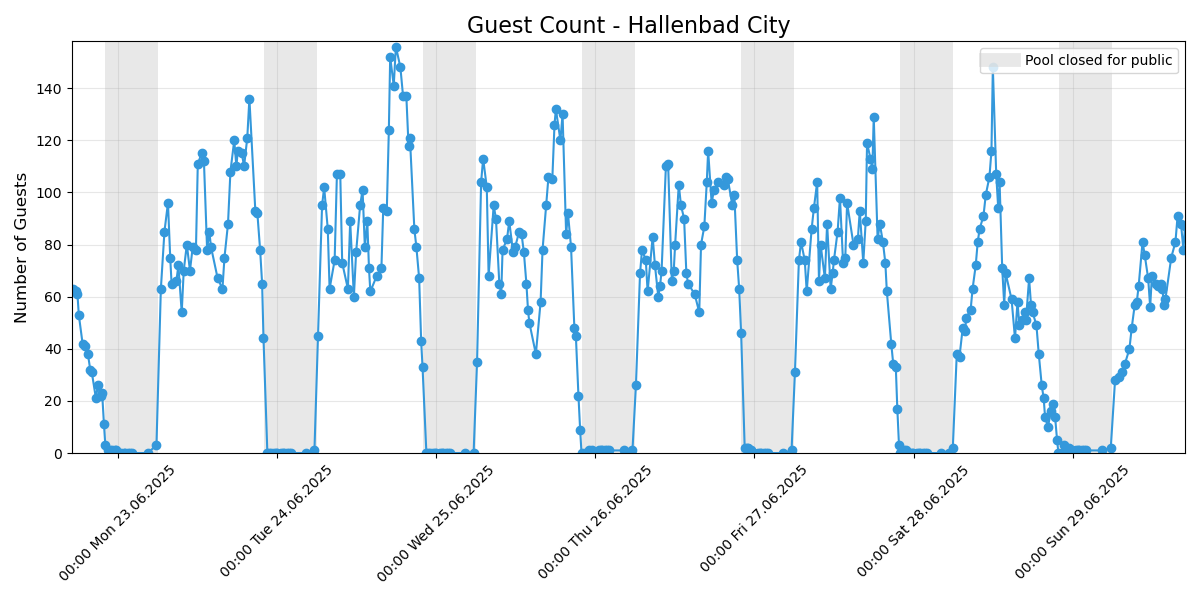 Guest Count - Hallenbad City
Pool closed for public
Number of Guests
140
120
100
80
60
40
20
0
00:00 Mon 23.06.2025
00:00 Tue 24.06.2025
00:00 Wed 25.06.2025
00:00 Thu 26.06.2025
00:00 Fri 27.06.2025
00:00 Sat 28.06.2025
00:00 Sun 29.06.2025